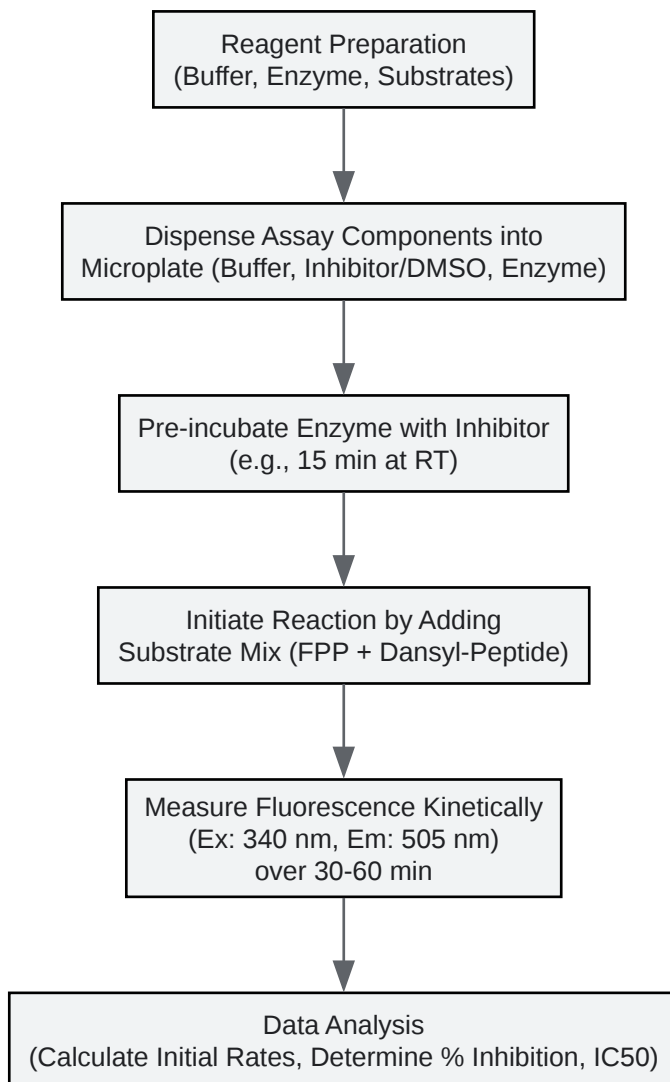 Reagent Preparation
(Buffer, Enzyme, Substrates)
Dispense Assay Components into
Microplate (Buffer, Inhibitor/DMSO, Enzyme)
Pre-incubate Enzyme with Inhibitor
(e.g., 15 min at RT)
Initiate Reaction by Adding
Substrate Mix (FPP + Dansyl-Peptide)
Measure Fluorescence Kinetically
(Ex: 340 nm, Em: 505 nm)
over 30-60 min
Data Analysis
(Calculate Initial Rates, Determine % Inhibition, IC50)